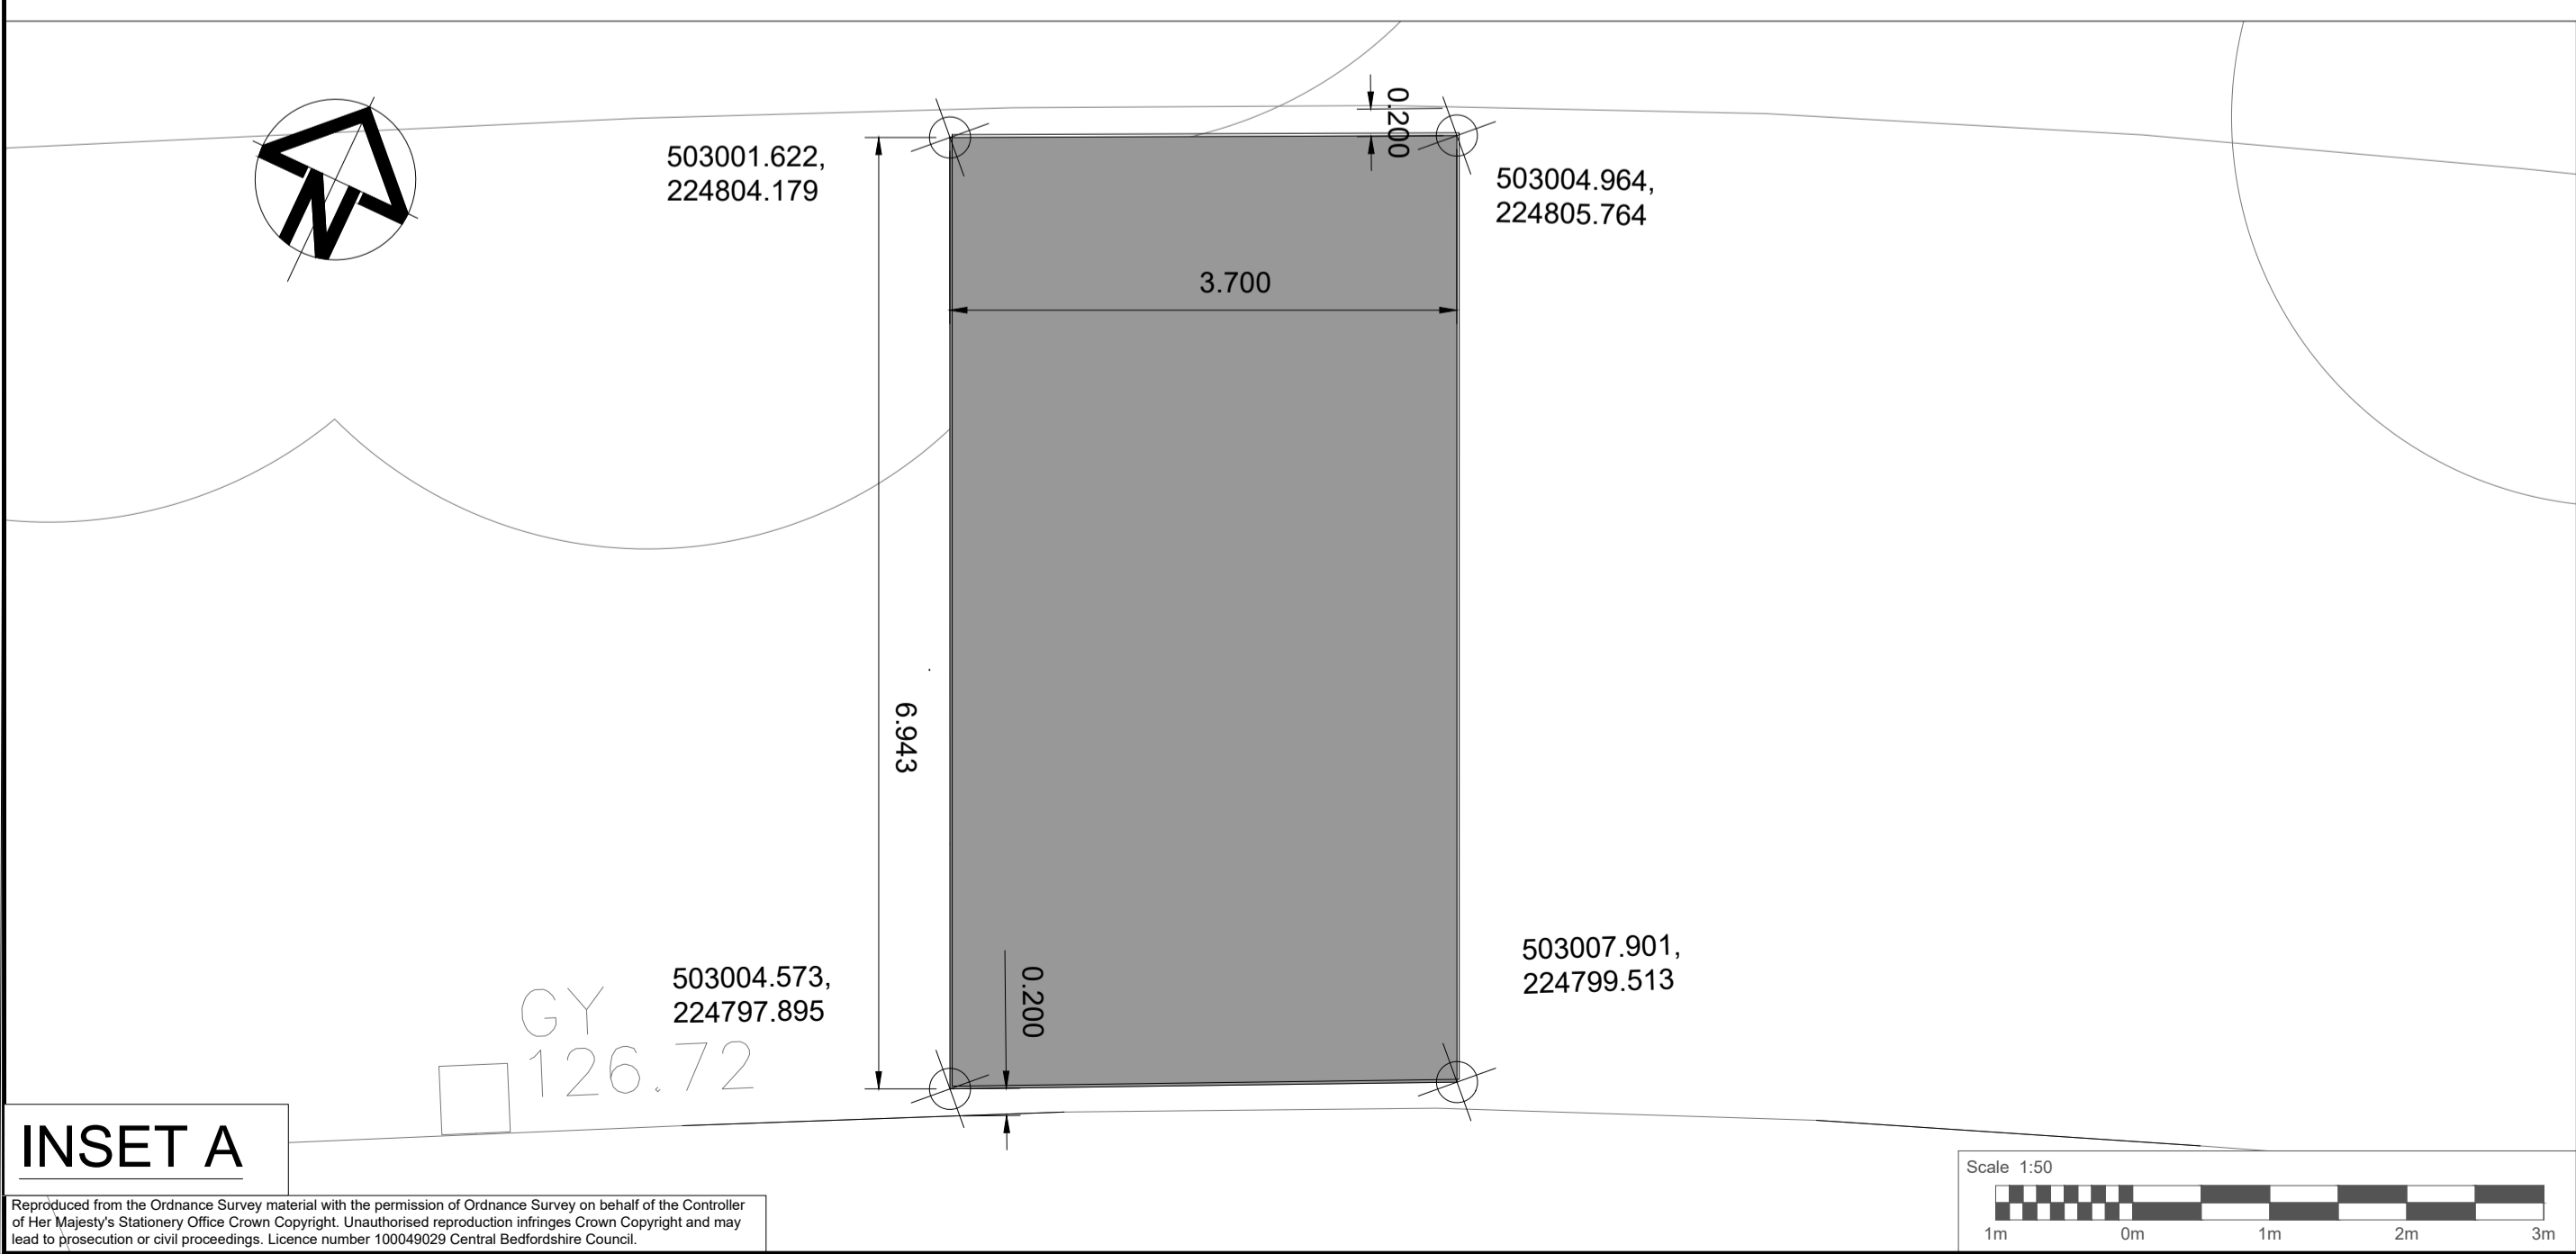 0.200
503001.622,
224804.179
503004.964,
224805.764
N
3.700
6.943
503007.901,
224799.513
503004.573,
224797.895
0.200
GY
126.72
INSET A
Scale 1:50
1m 0m 1m 2m 3m
Reproduced from the Ordnance Survey material with the permission of Ordnance Survey on behalf of the Controller
of Her Majesty's Stationery Office Crown Copyright. Unauthorised reproduction infringes Crown Copyright and may
lead to prosecution or civil proceedings. Licence number 100049029 Central Bedfordshire Council.